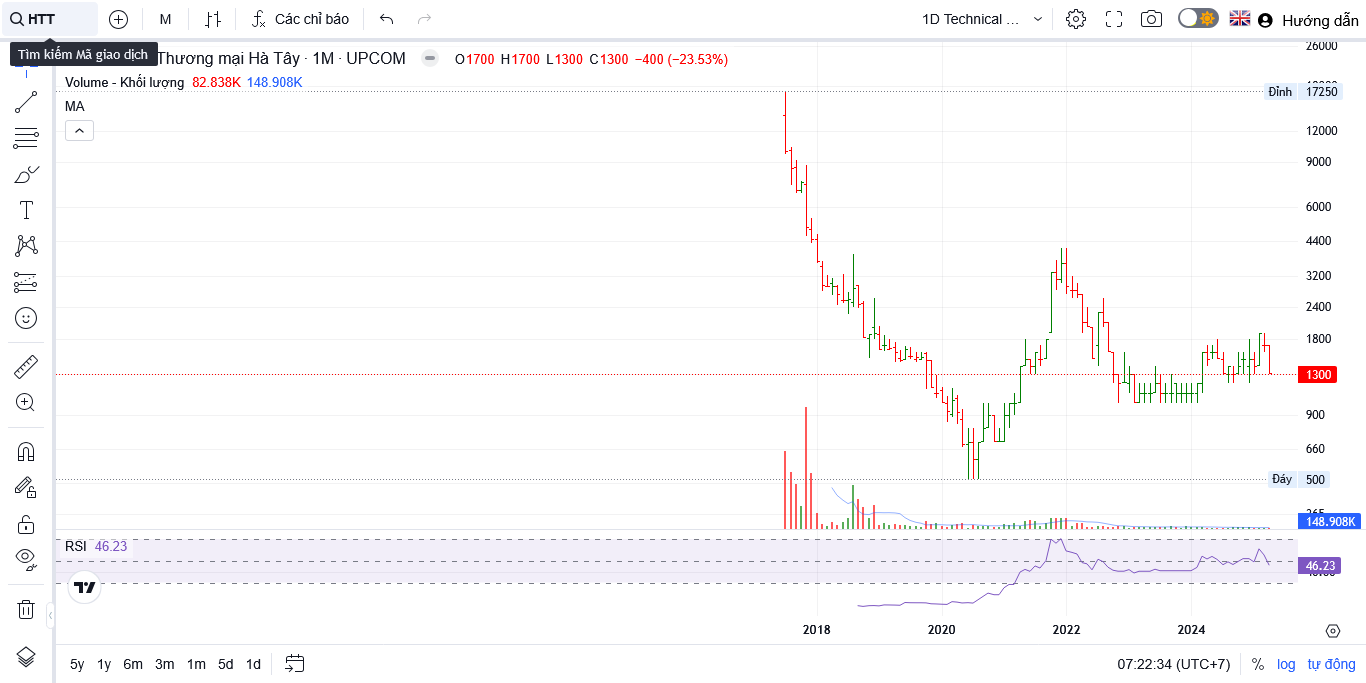 HTT
M
Các chỉ báo
1D Technical ...
Hướng dẫn
Tìm kiếm Mã giao dịch
Thương mại Hà Tây · 1M · UPCOM
O1700 H1700 L1300 C1300 −400 (−23.53%)
Volume - Khối lượng 82.838K 148.908K
MA
26000
Đỉnh 17250
12000
9000
6000
4400
3200
2400
1800
1300
900
660
Đáy 500
148.908K
RSI 46.23
46.23
2018
2020
2022
2024
5y 1y 6m 3m 1m 5d 1d
07:22:34 (UTC+7)
%
log
tự động